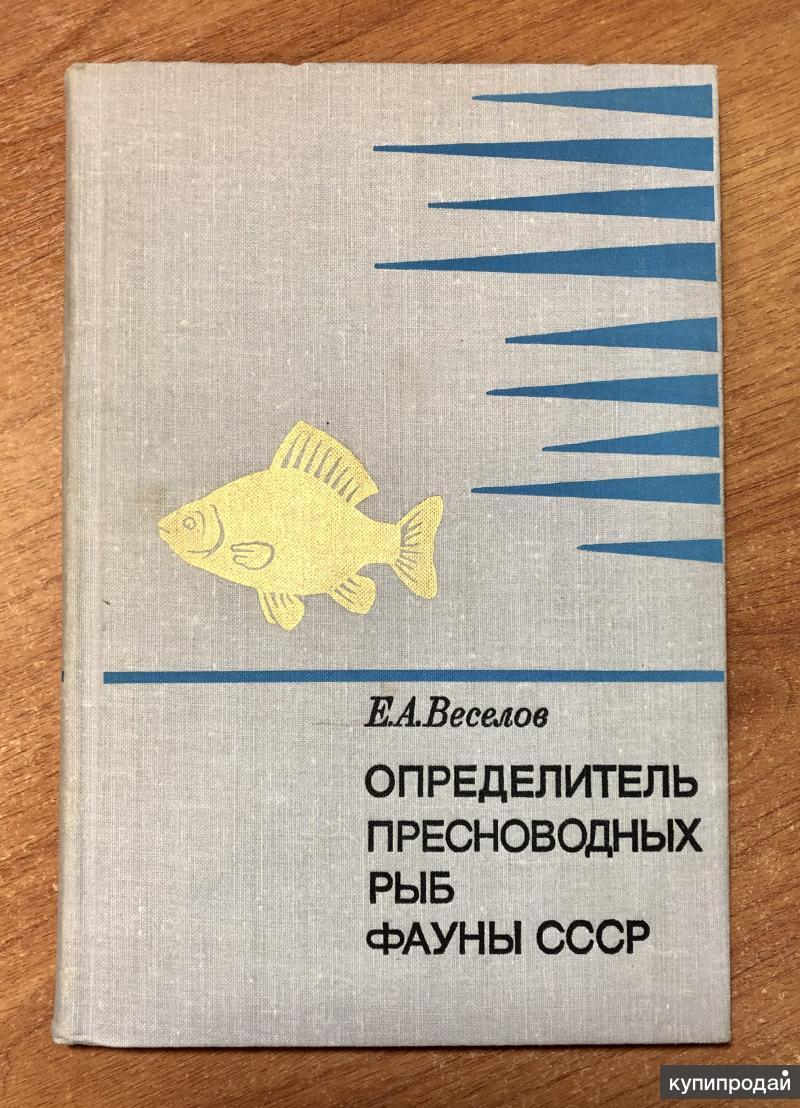 Е.А.Веселов
ОПРЕДЕЛИТЕЛЬ
ПРЕСНОВОДНЫХ
РЫБ
ФАУНЫ СССР
купипродай